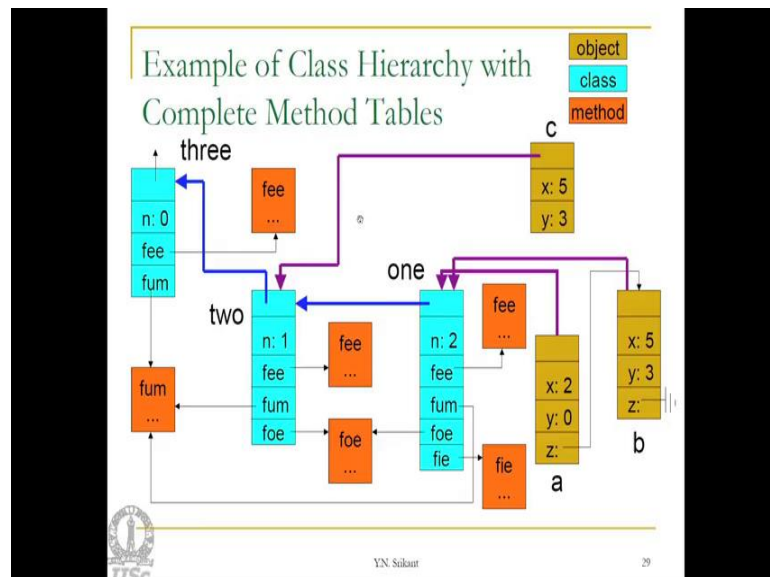 Example of Class Hierarchy with
Complete Method Tables
object
class
method
three
n: 0
fee
fum
fee
...
c
x: 5
y: 3
two
n: 1
fee
fum
foe
fee
...
one
n: 2
fee
fum
foe
fie
fee
...
fum
...
foe
...
fie
...
x: 2
y: 0
z:
a
x: 5
y: 3
z:
b
IISc
Y.N. Srikant
29